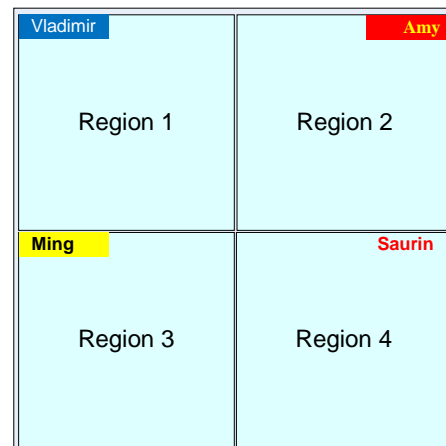 Vladimir
Amy
Region 1
Region 2
Ming
Saurin
Region 3
Region 4